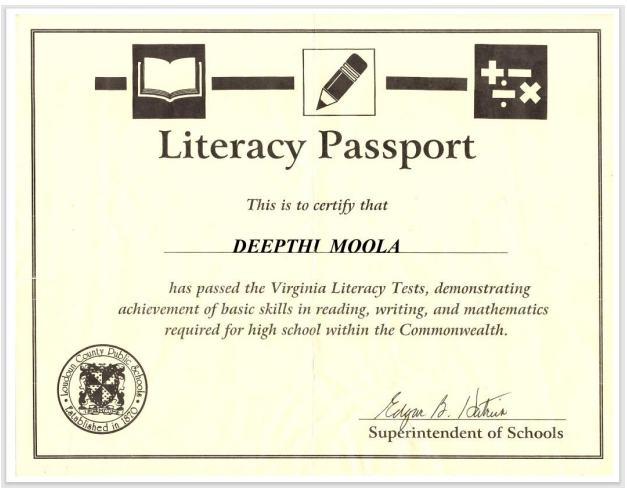 Literacy Passport
This is to certify that
DEEPTHI MOOLA
has passed the Virginia Literacy Tests, demonstrating
achievement of basic skills in reading, writing, and mathematics
required for high school within the Commonwealth.
Loudoun County Public Schools
Established in 1870
Edgar B. Hatrick
Superintendent of Schools